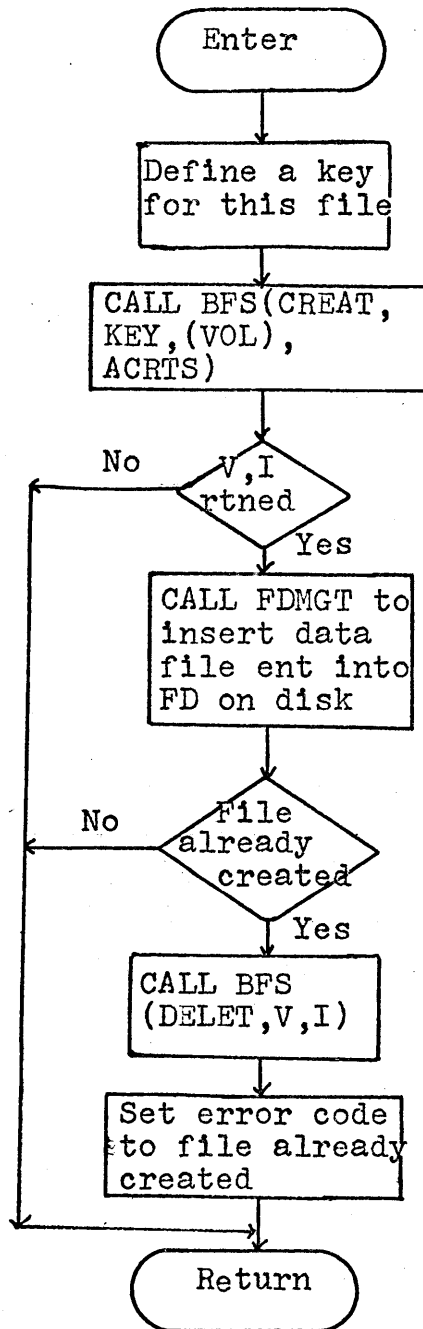 Enter
Define a key
for this file
CALL BFS(CREAT,
KEY,(VOL),
ACRTS)
No
V,I
rtned
Yes
CALL FDMGT to
insert data
file ent into
FD on disk
No
File
already
created
Yes
CALL BFS
(DELET,V,I)
Set error code
to file already
created
Return